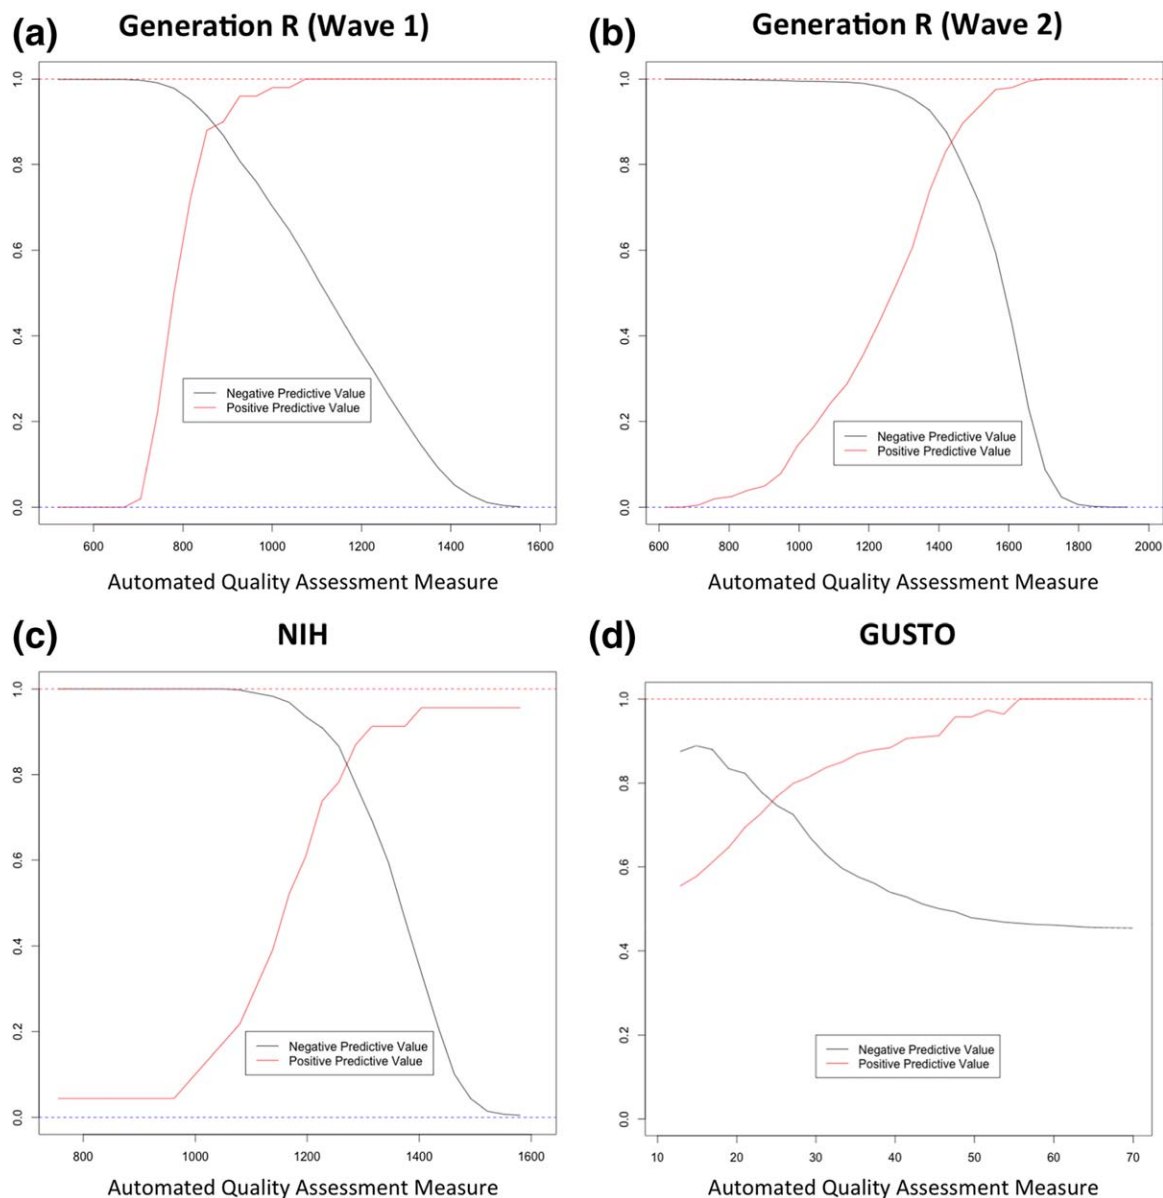 (a) Generation R (Wave 1)
1.0
0.8
0.6
0.4
0.2
0.0
Negative Predictive Value
Positive Predictive Value
600 800 1000 1200 1400 1600
Automated Quality Assessment Measure
(b) Generation R (Wave 2)
1.0
0.8
0.6
0.4
0.2
0.0
Negative Predictive Value
Positive Predictive Value
600 800 1000 1200 1400 1600 1800 2000
Automated Quality Assessment Measure
(c) NIH
1.0
0.8
0.6
0.4
0.2
0.0
Negative Predictive Value
Positive Predictive Value
800 1000 1200 1400 1600
Automated Quality Assessment Measure
(d) GUSTO
1.0
0.8
0.6
0.4
0.2
0.0
Negative Predictive Value
Positive Predictive Value
10 20 30 40 50 60 70
Automated Quality Assessment Measure